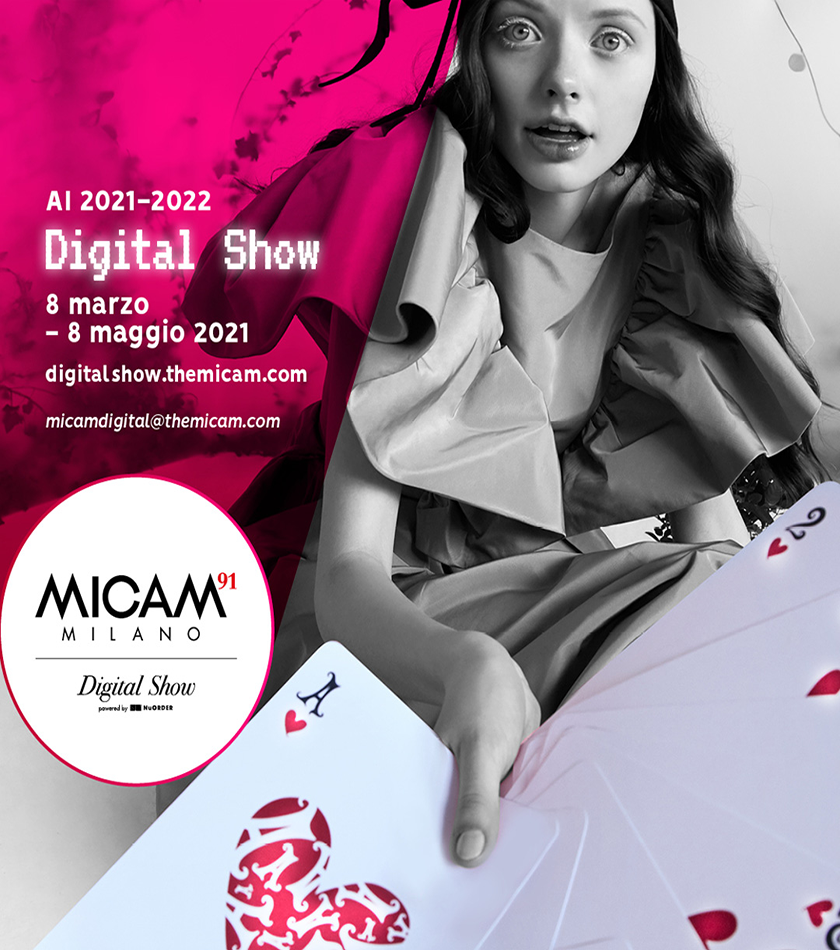 AI 2021–2022
Digital Show
8 marzo
– 8 maggio 2021
digitalshow.themicam.com
micamdigital@themicam.com
MICAM91
MILANO
Digital Show
powered by NuORDER
A
2